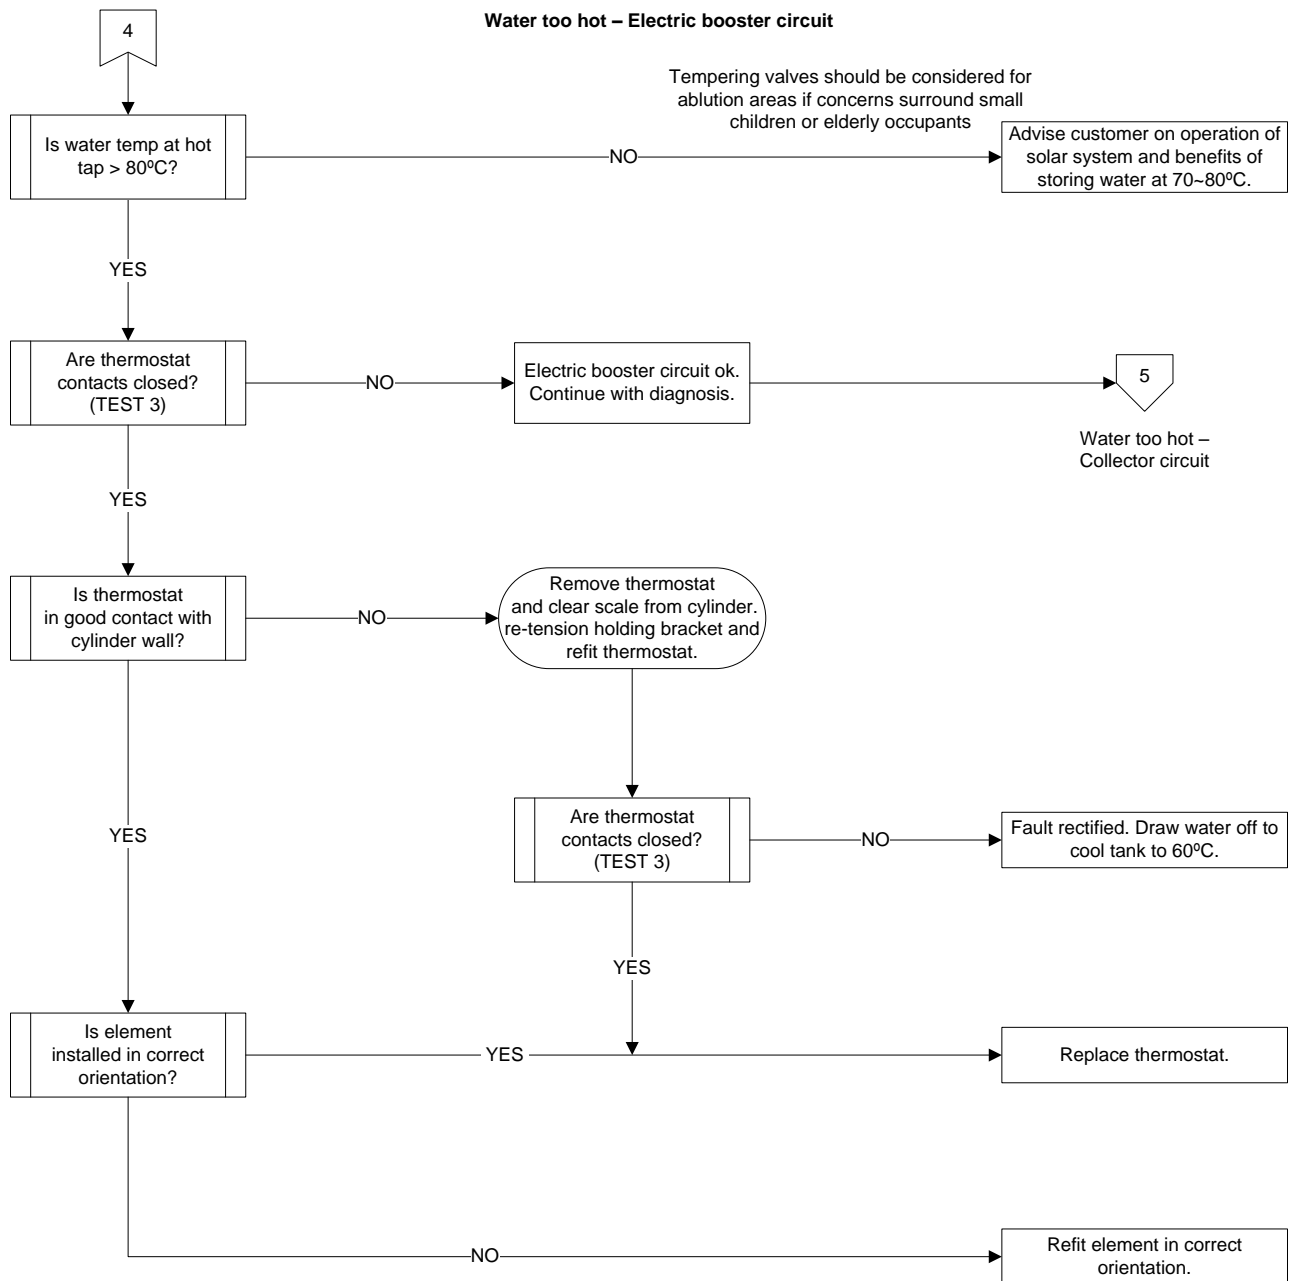 Water too hot – Electric booster circuit
4
Tempering valves should be considered for
ablution areas if concerns surround small
children or elderly occupants
Is water temp at hot
tap > 80ºC?
NO
Advise customer on operation of
solar system and benefits of
storing water at 70~80ºC.
YES
Are thermostat
contacts closed?
(TEST 3)
NO
Electric booster circuit ok.
Continue with diagnosis.
5
Water too hot –
Collector circuit
YES
Is thermostat
in good contact with
cylinder wall?
NO
Remove thermostat
and clear scale from cylinder.
re-tension holding bracket and
refit thermostat.
YES
Are thermostat
contacts closed?
(TEST 3)
NO
Fault rectified. Draw water off to
cool tank to 60ºC.
YES
Is element
installed in correct
orientation?
YES
Replace thermostat.
NO
Refit element in correct
orientation.